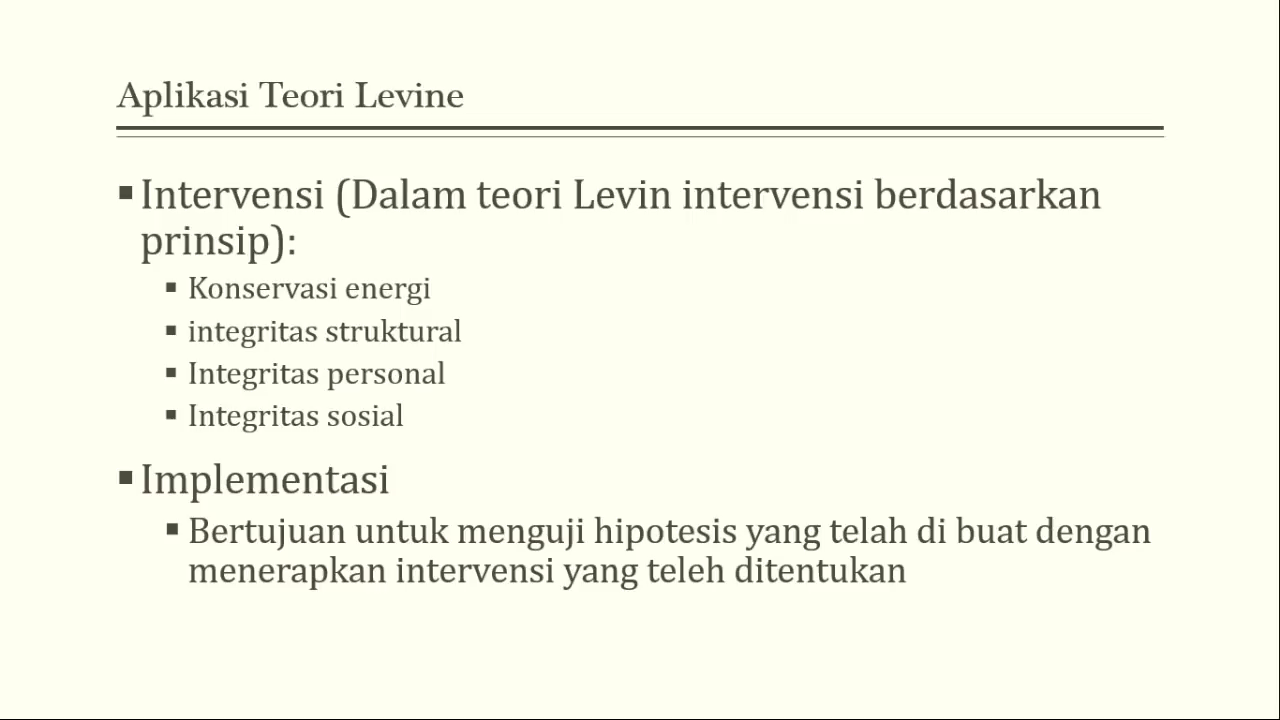 Aplikasi Teori Levine
▪Intervensi (Dalam teori Levin intervensi berdasarkan
prinsip):
▪ Konservasi energi
▪ integritas struktural
▪ Integritas personal
▪ Integritas sosial
▪Implementasi
▪ Bertujuan untuk menguji hipotesis yang telah di buat dengan
menerapkan intervensi yang teleh ditentukan